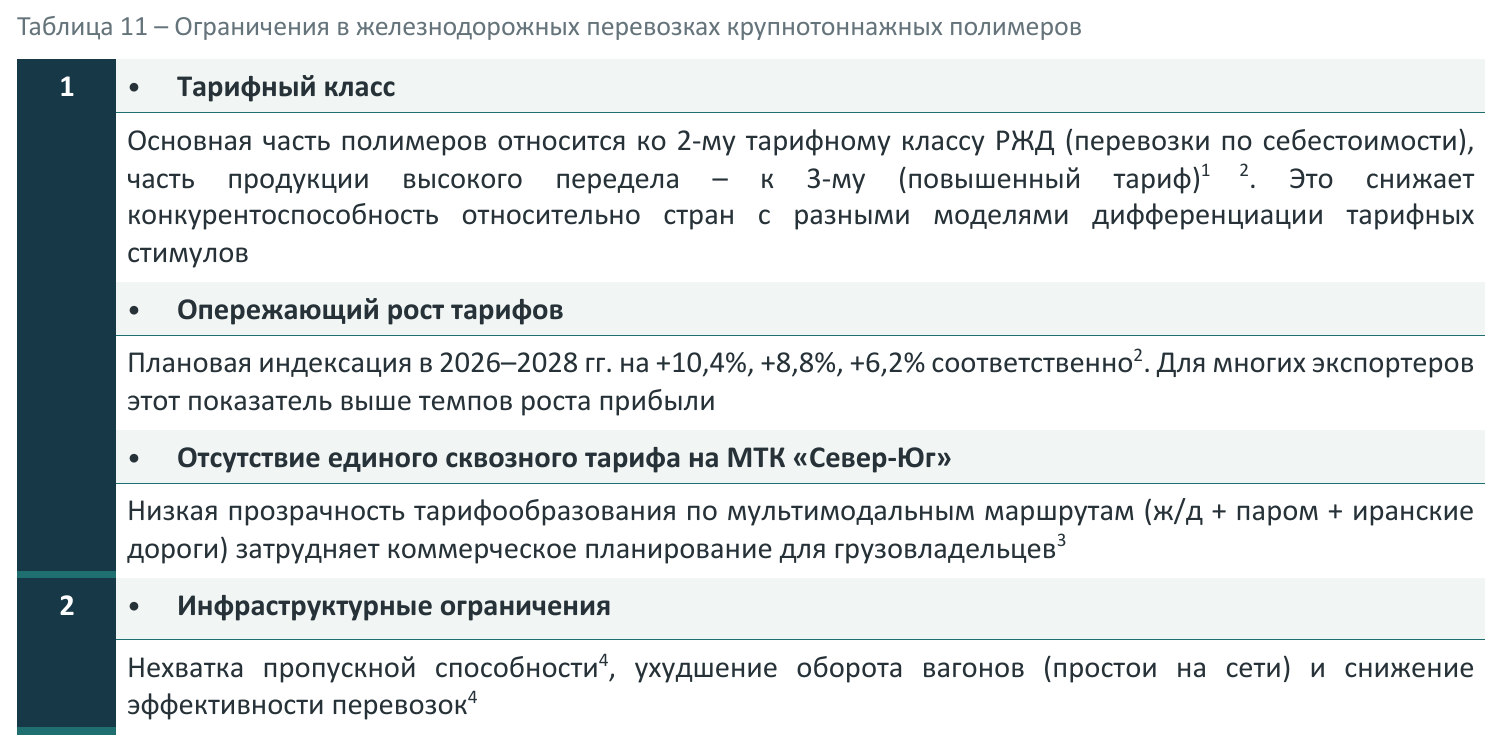 Таблица 11 – Ограничения в железнодорожных перевозках крупнотоннажных полимеров
1
• Тарифный класс
Основная часть полимеров относится ко 2-му тарифному классу РЖД (перевозки по себестоимости),
часть продукции высокого передела – к 3-му (повышенный тариф)¹ ². Это снижает
конкурентоспособность относительно стран с разными моделями дифференциации тарифных
стимулов
• Опережающий рост тарифов
Плановая индексация в 2026–2028 гг. на +10,4%, +8,8%, +6,2% соответственно². Для многих экспортеров
этот показатель выше темпов роста прибыли
• Отсутствие единого сквозного тарифа на МТК «Север-Юг»
Низкая прозрачность тарифообразования по мультимодальным маршрутам (ж/д + паром + иранские
дороги) затрудняет коммерческое планирование для грузовладельцев³
2
• Инфраструктурные ограничения
Нехватка пропускной способности⁴, ухудшение оборота вагонов (простои на сети) и снижение
эффективности перевозок⁴